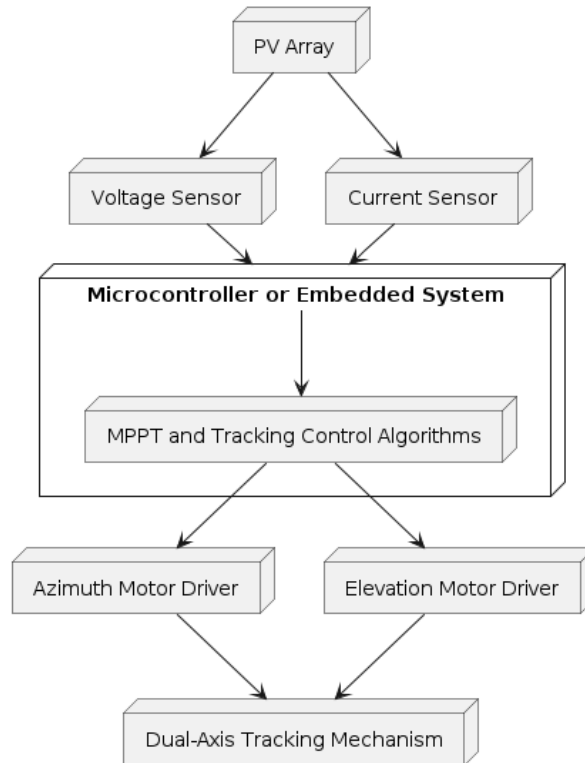 PV Array
Voltage Sensor
Current Sensor
Microcontroller or Embedded System
MPPT and Tracking Control Algorithms
Azimuth Motor Driver
Elevation Motor Driver
Dual-Axis Tracking Mechanism